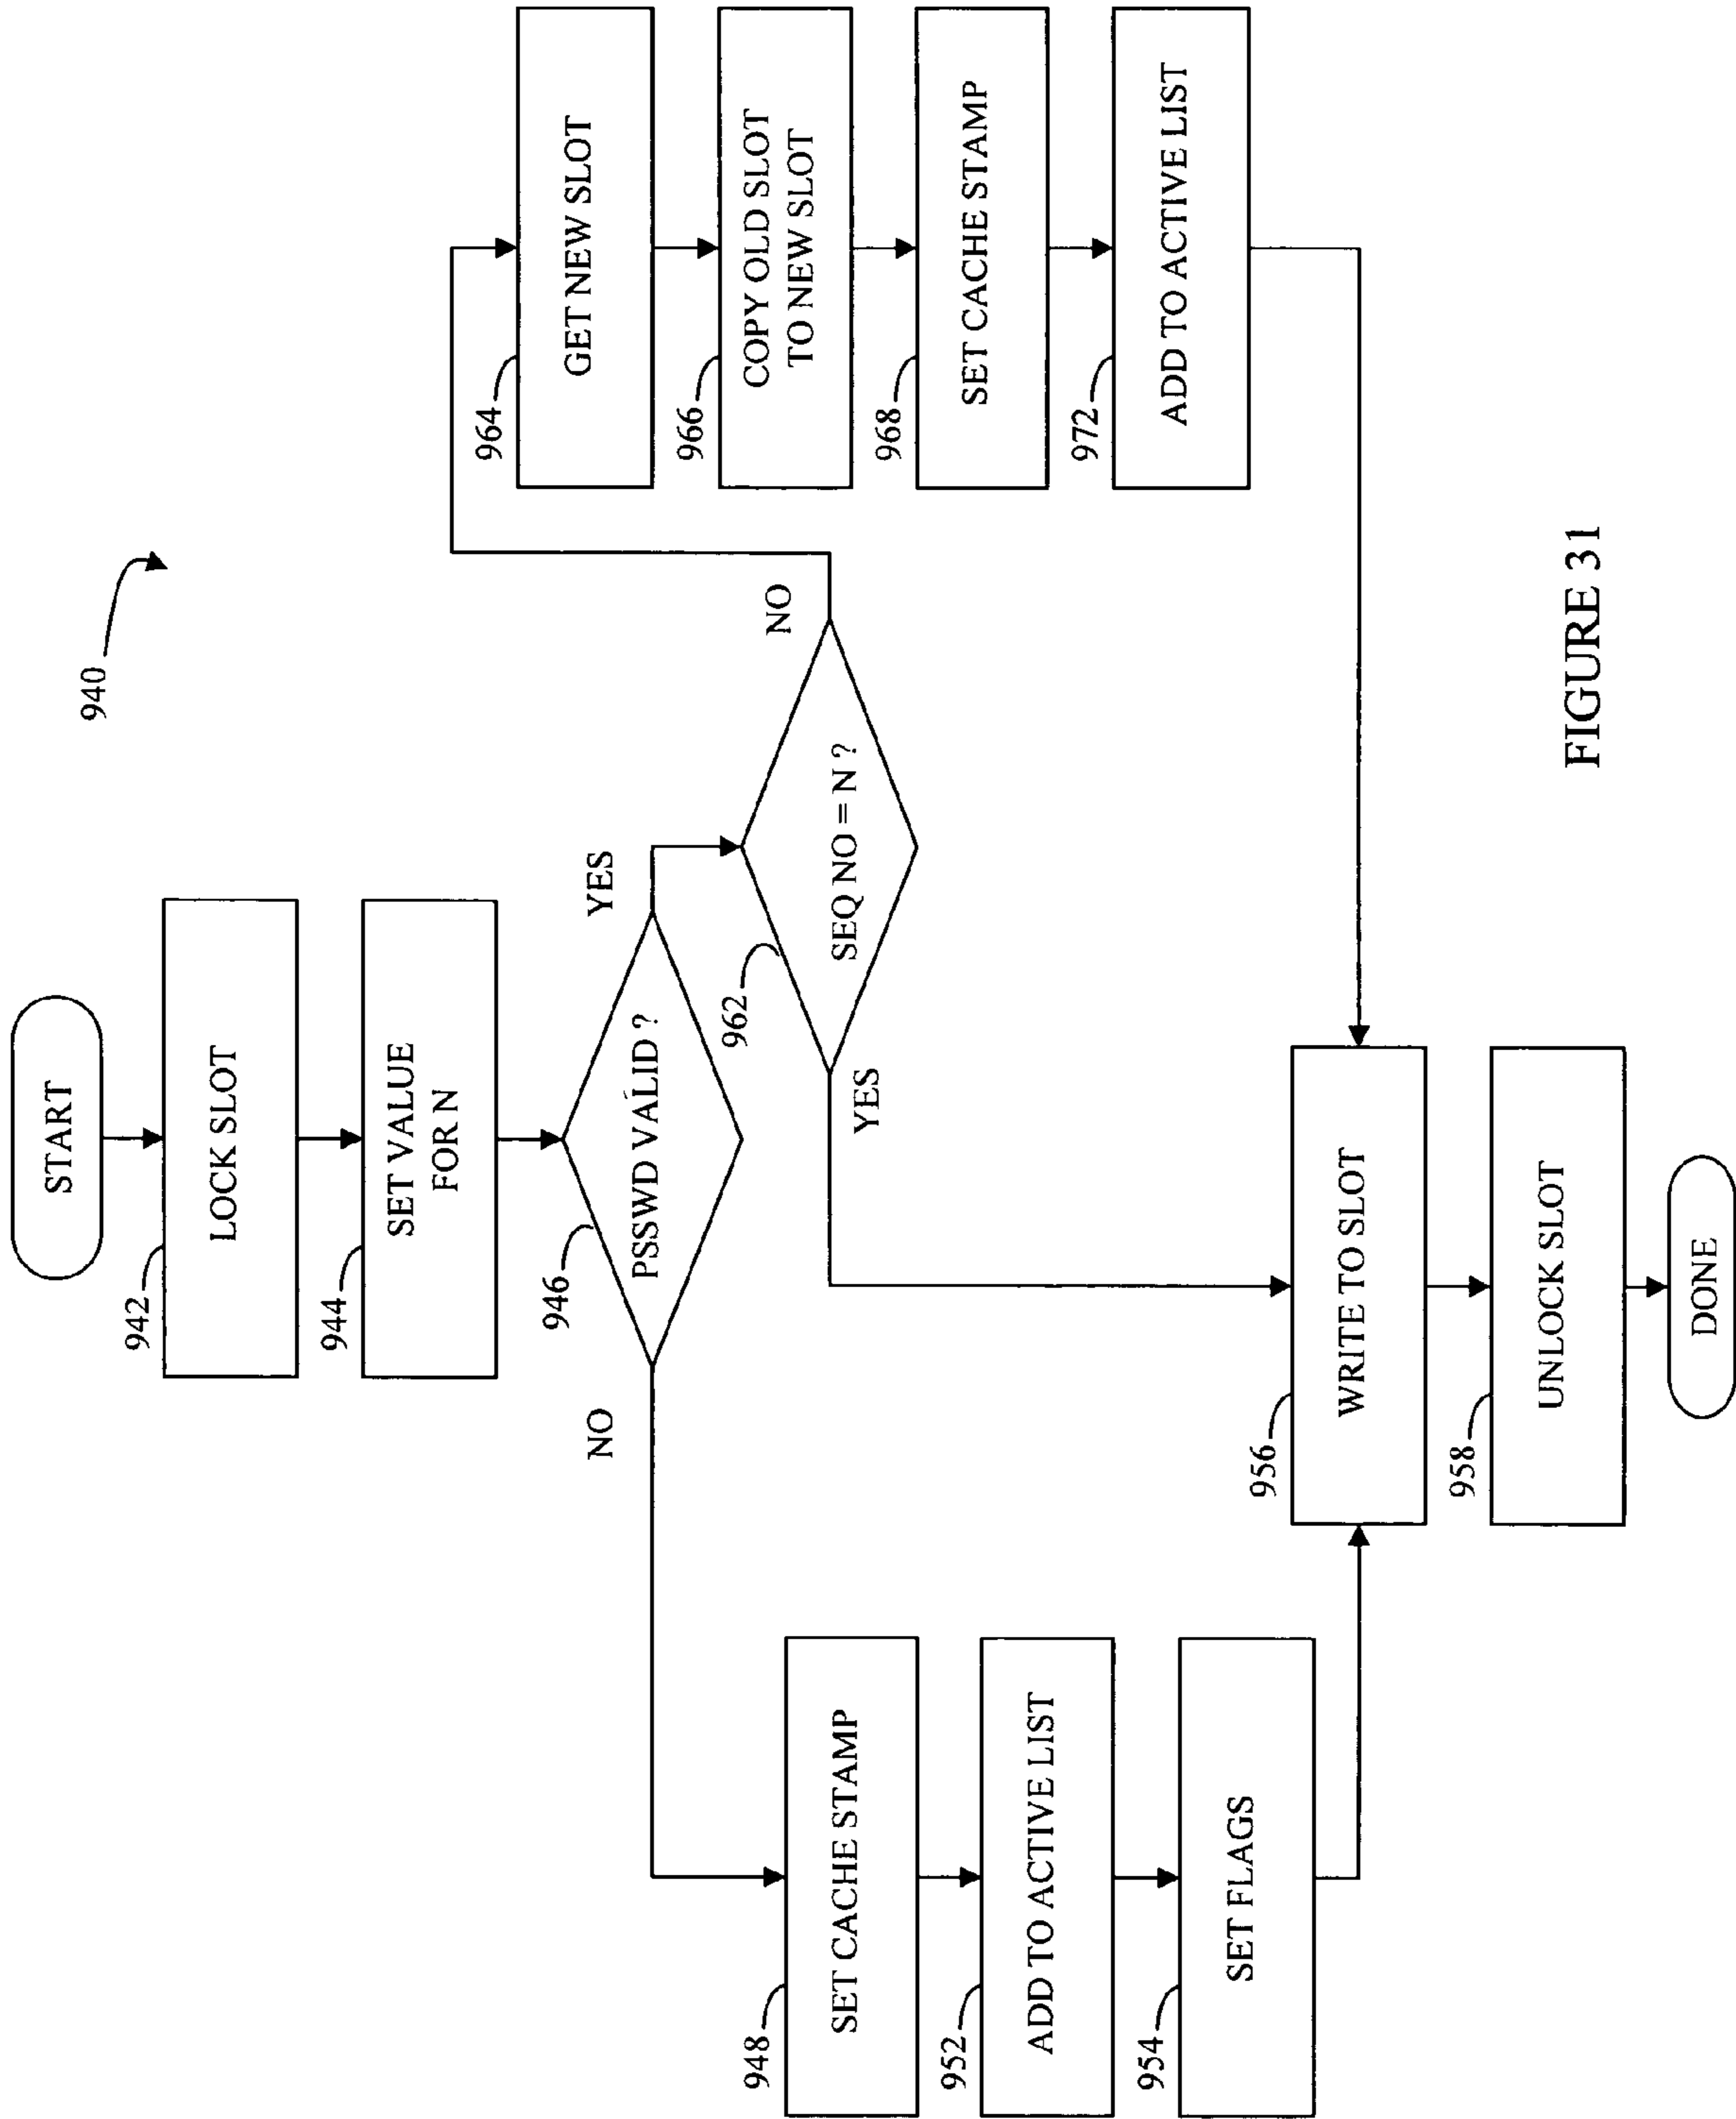 940
START
942
LOCK SLOT
944
SET VALUE
FOR N
946
PSSWD VALID ?
NO
YES
948
SET CACHE STAMP
952
ADD TO ACTIVE LIST
954
SET FLAGS
962
SEQ NO = N ?
YES
NO
964
GET NEW SLOT
966
COPY OLD SLOT
TO NEW SLOT
968
SET CACHE STAMP
972
ADD TO ACTIVE LIST
956
WRITE TO SLOT
958
UNLOCK SLOT
DONE
FIGURE 31